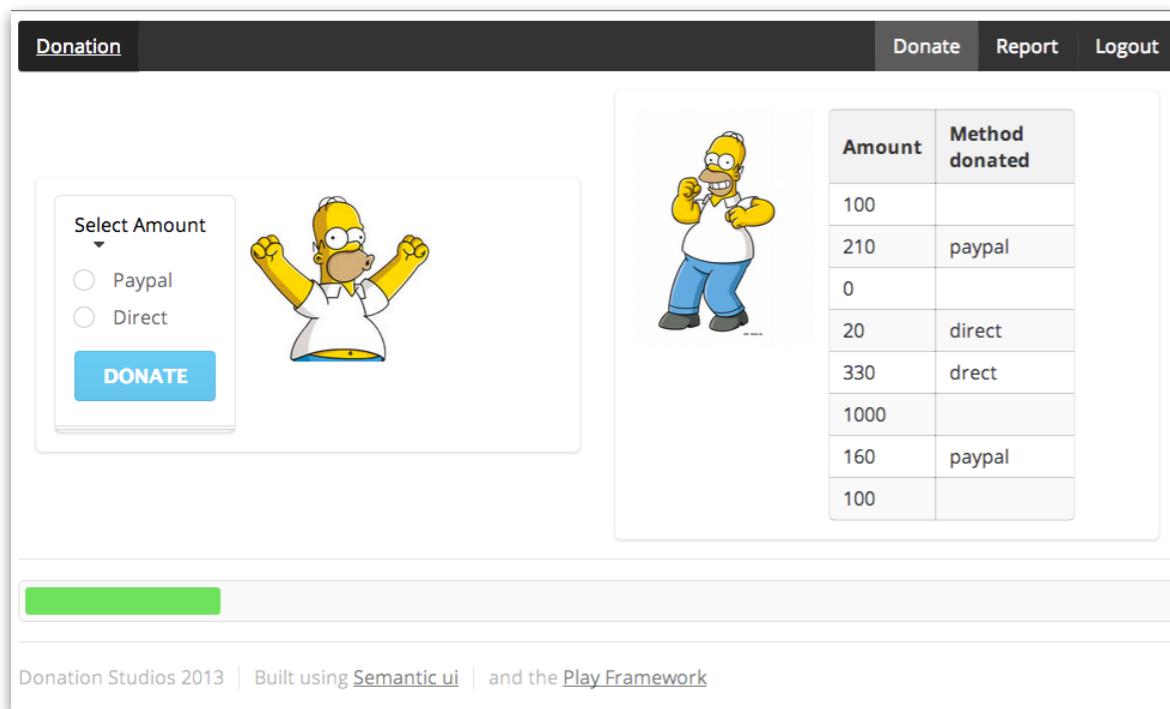 Donation Donate Report Logout
Select Amount
Paypal
Direct
DONATE
Amount Method donated
100
210 paypal
0
20 direct
330 drect
1000
160 paypal
100
Donation Studios 2013 Built using Semantic ui and the Play Framework